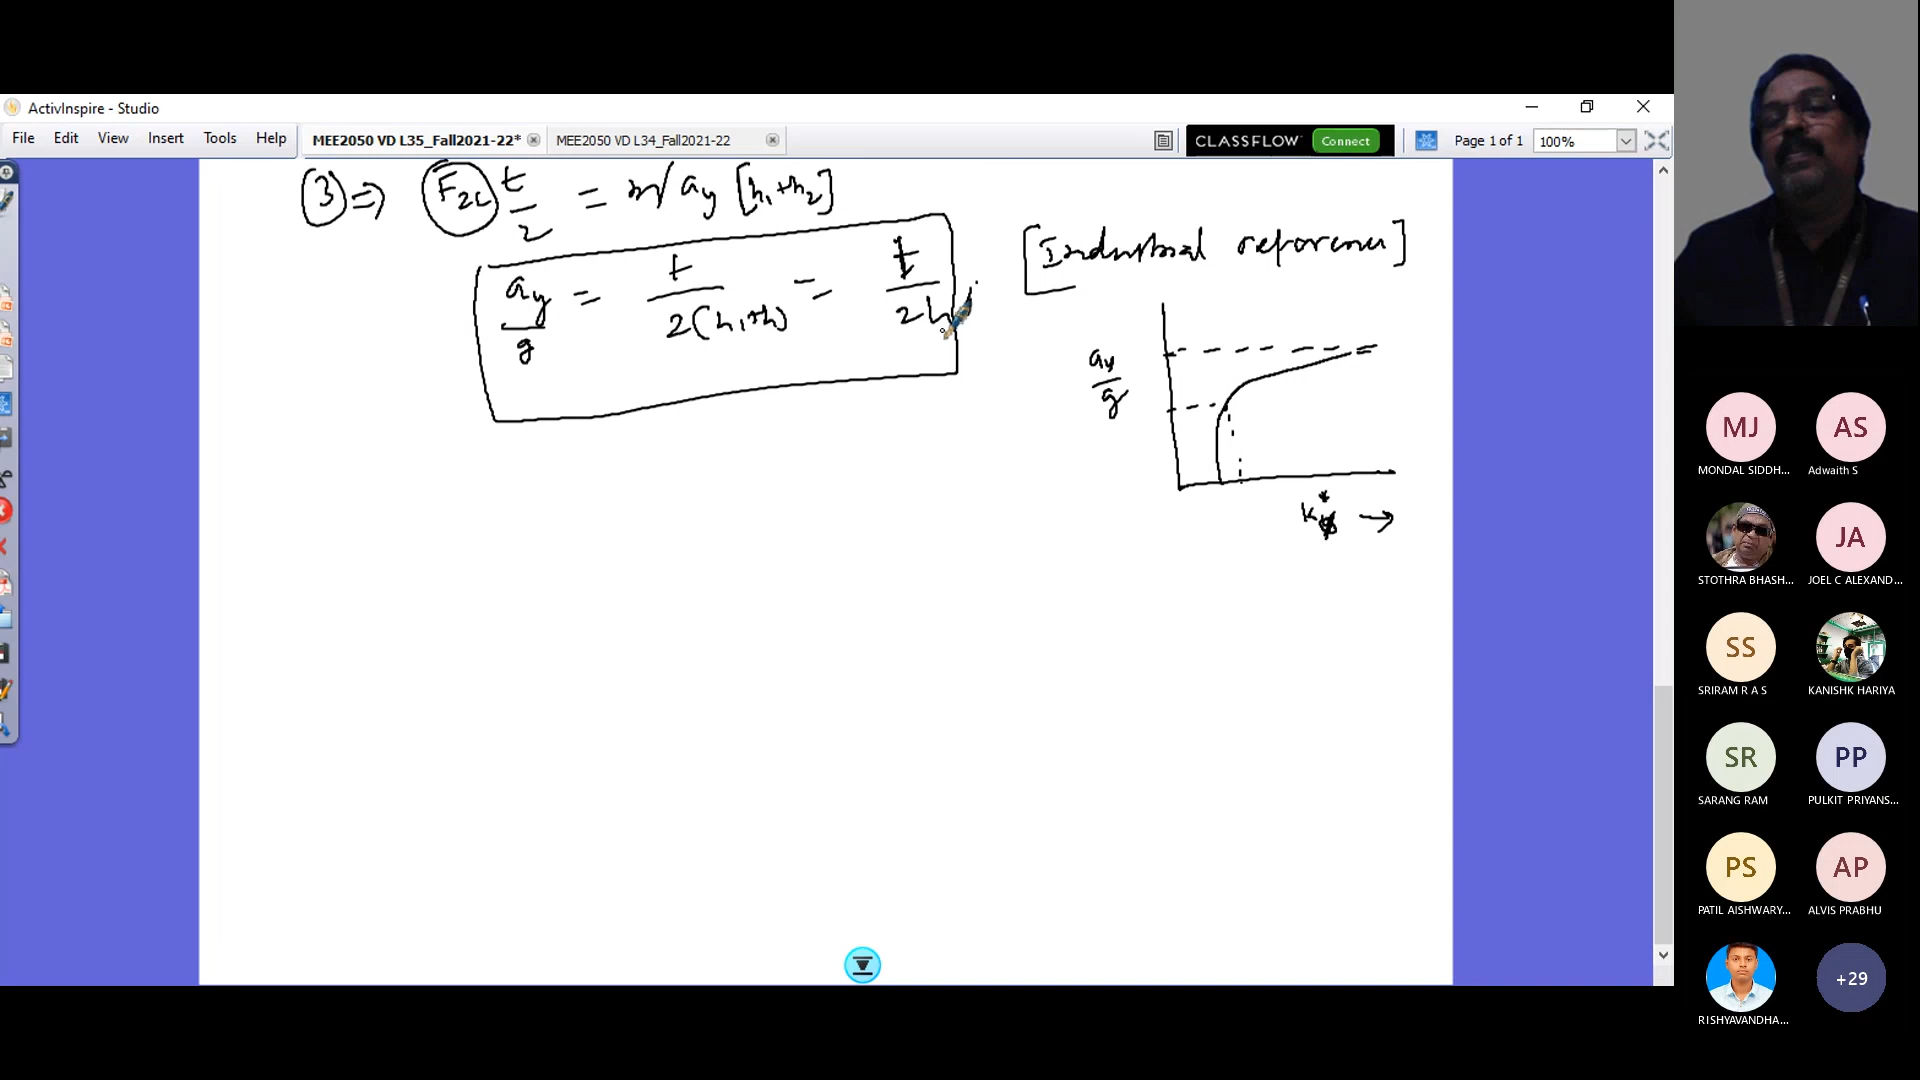 ActivInspire - Studio
File Edit View Insert Tools Help
MEE2050 VD L35_Fall2021-22*
MEE2050 VD L34_Fall2021-22
CLASSFLOW Connect
Page 1 of 1
100%
③ ⇒ F2L t/2 = m ay [h1+h2]
ay/g = t/2(h1+h) = t/2h
[Industrial reference]
ay/g
K* →
MJ
MONDAL SIDDH...
AS
Adwaith S
STOTHRA BHASH...
JA
JOEL C ALEXAND...
SS
SRIRAM R A S
KANISHK HARIYA
SR
SARANG RAM
PP
PULKIT PRIYANS...
PS
PATIL AISHWARY...
AP
ALVIS PRABHU
RISHYAVANDHA...
+29